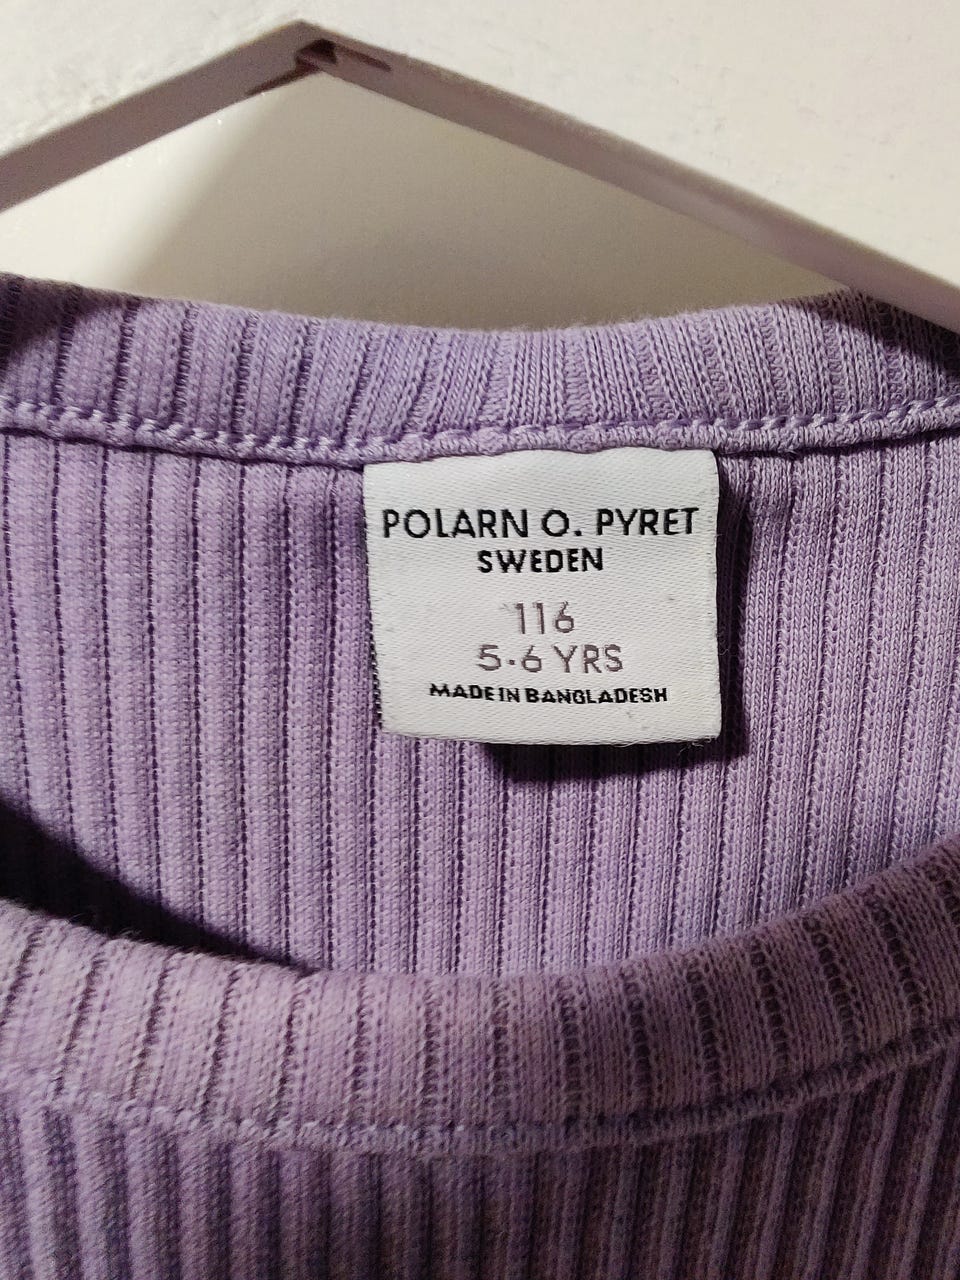 POLARN O. PYRET
SWEDEN
116
5-6 YRS
MADE IN BANGLADESH